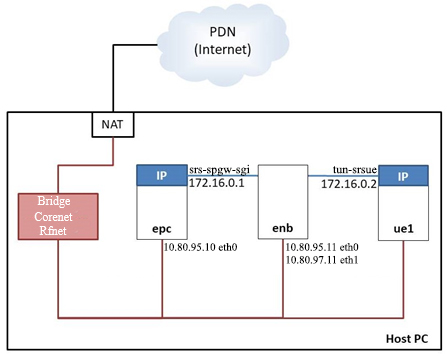 PDN
(Internet)
NAT
IP
srs-spgw-sgi
172.16.0.1
tun-srsue
172.16.0.2
IP
Bridge
Corenet
Rfnet
epc
enb
ue1
10.80.95.10 eth0
10.80.95.11 eth0
10.80.97.11 eth1
Host PC